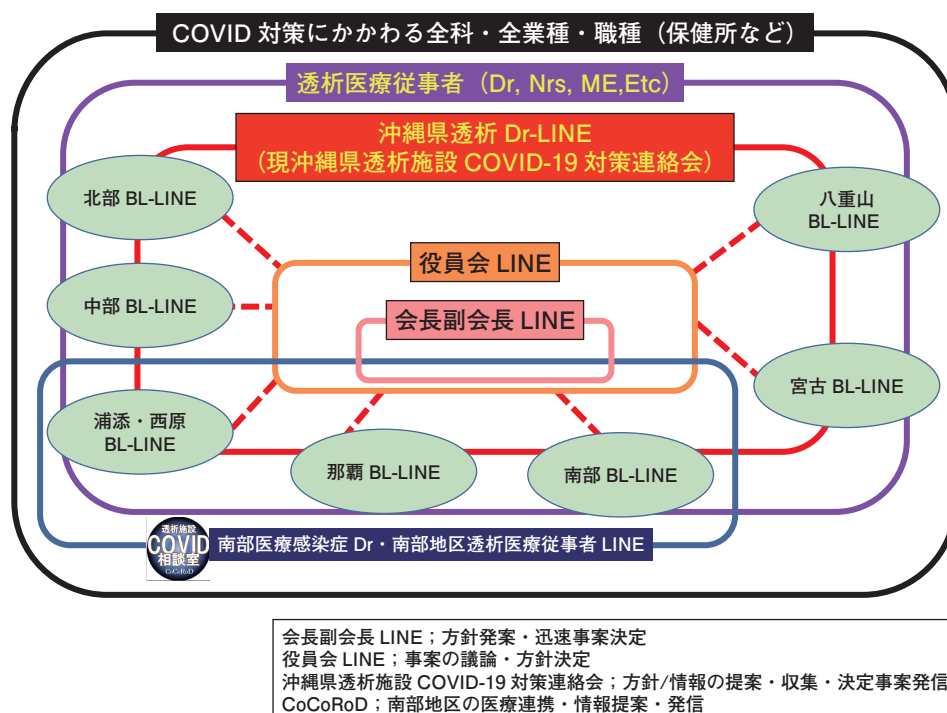 COVID 対策にかかわる全科・全業種・職種（保健所など）
透析医療従事者（Dr, Nrs, ME,Etc）
沖縄県透析 Dr-LINE
（現沖縄県透析施設 COVID-19 対策連絡会）
北部 BL-LINE
八重山
BL-LINE
役員会 LINE
中部 BL-LINE
会長副会長 LINE
宮古 BL-LINE
浦添・西原
BL-LINE
那覇 BL-LINE
南部 BL-LINE
透析施設
COVID
相談室
CoCoRoD
南部医療感染症 Dr・南部地区透析医療従事者 LINE
会長副会長 LINE；方針発案・迅速事案決定
役員会 LINE；事案の議論・方針決定
沖縄県透析施設 COVID-19 対策連絡会；方針/情報の提案・収集・決定事案発信
CoCoRoD；南部地区の医療連携・情報提案・発信